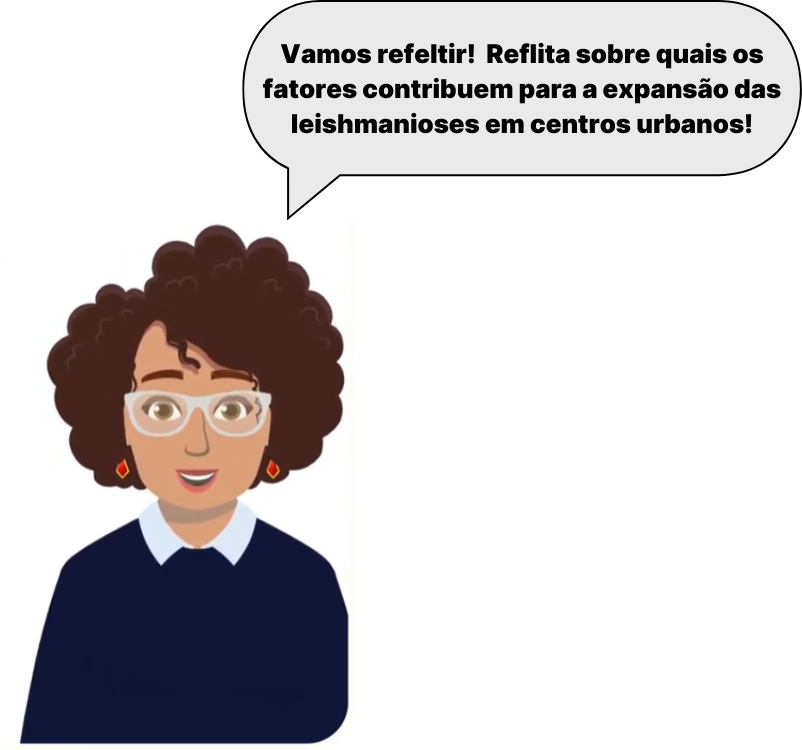 Vamos refeltir! Reflita sobre quais os
fatores contribuem para a expansão das
leishmanioses em centros urbanos!